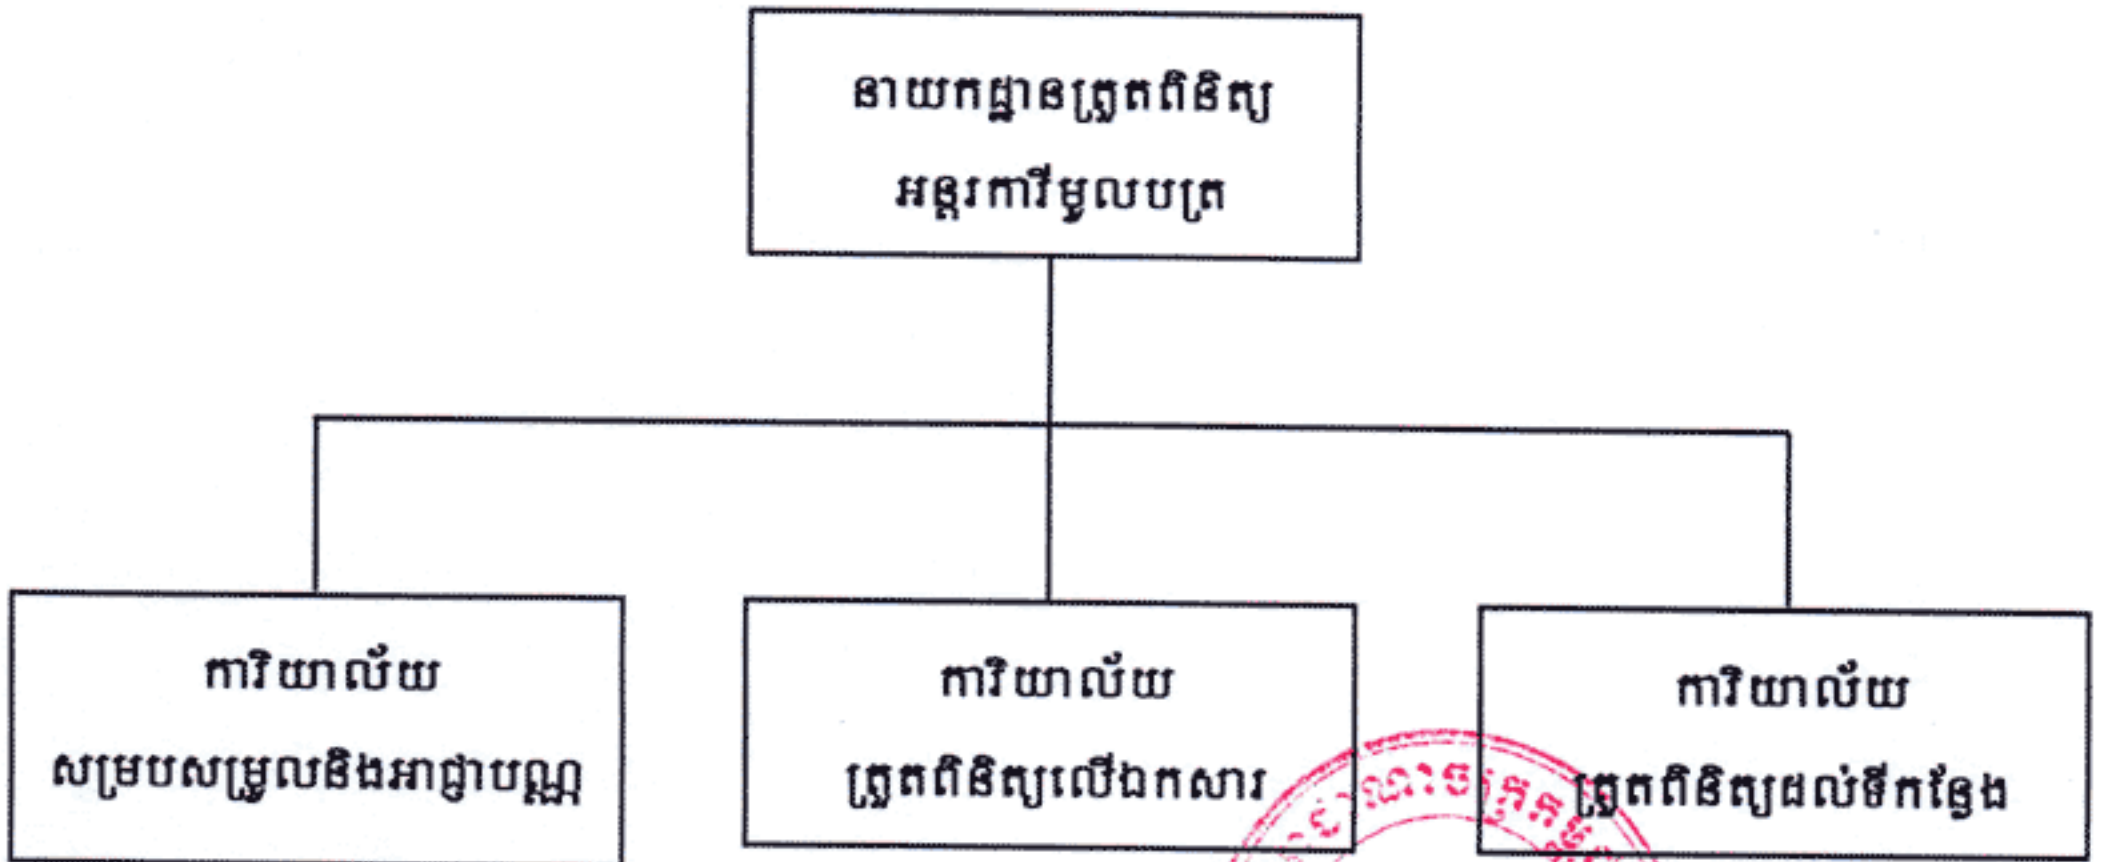 នាយកដ្ឋានត្រួតពិនិត្យ
អន្តរការីមូលបត្រ
ការិយាល័យ
សម្របសម្រួលនិងអាជ្ញាបណ្ណ
ការិយាល័យ
ត្រួតពិនិត្យលើឯកសារ
ការិយាល័យ
ត្រួតពិនិត្យដល់ទីកន្លែង